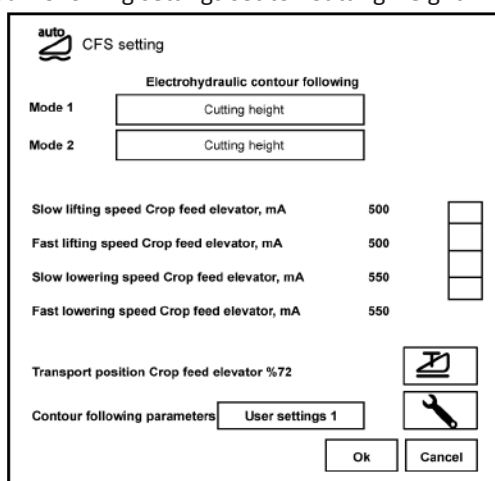 auto
CFS setting
Electrohydraulic contour following
Mode 1 Cutting height
Mode 2 Cutting height
Slow lifting speed Crop feed elevator, mA 500
Fast lifting speed Crop feed elevator, mA 500
Slow lowering speed Crop feed elevator, mA 550
Fast lowering speed Crop feed elevator, mA 550
Transport position Crop feed elevator %72
Contour following parameters User settings 1
Ok Cancel